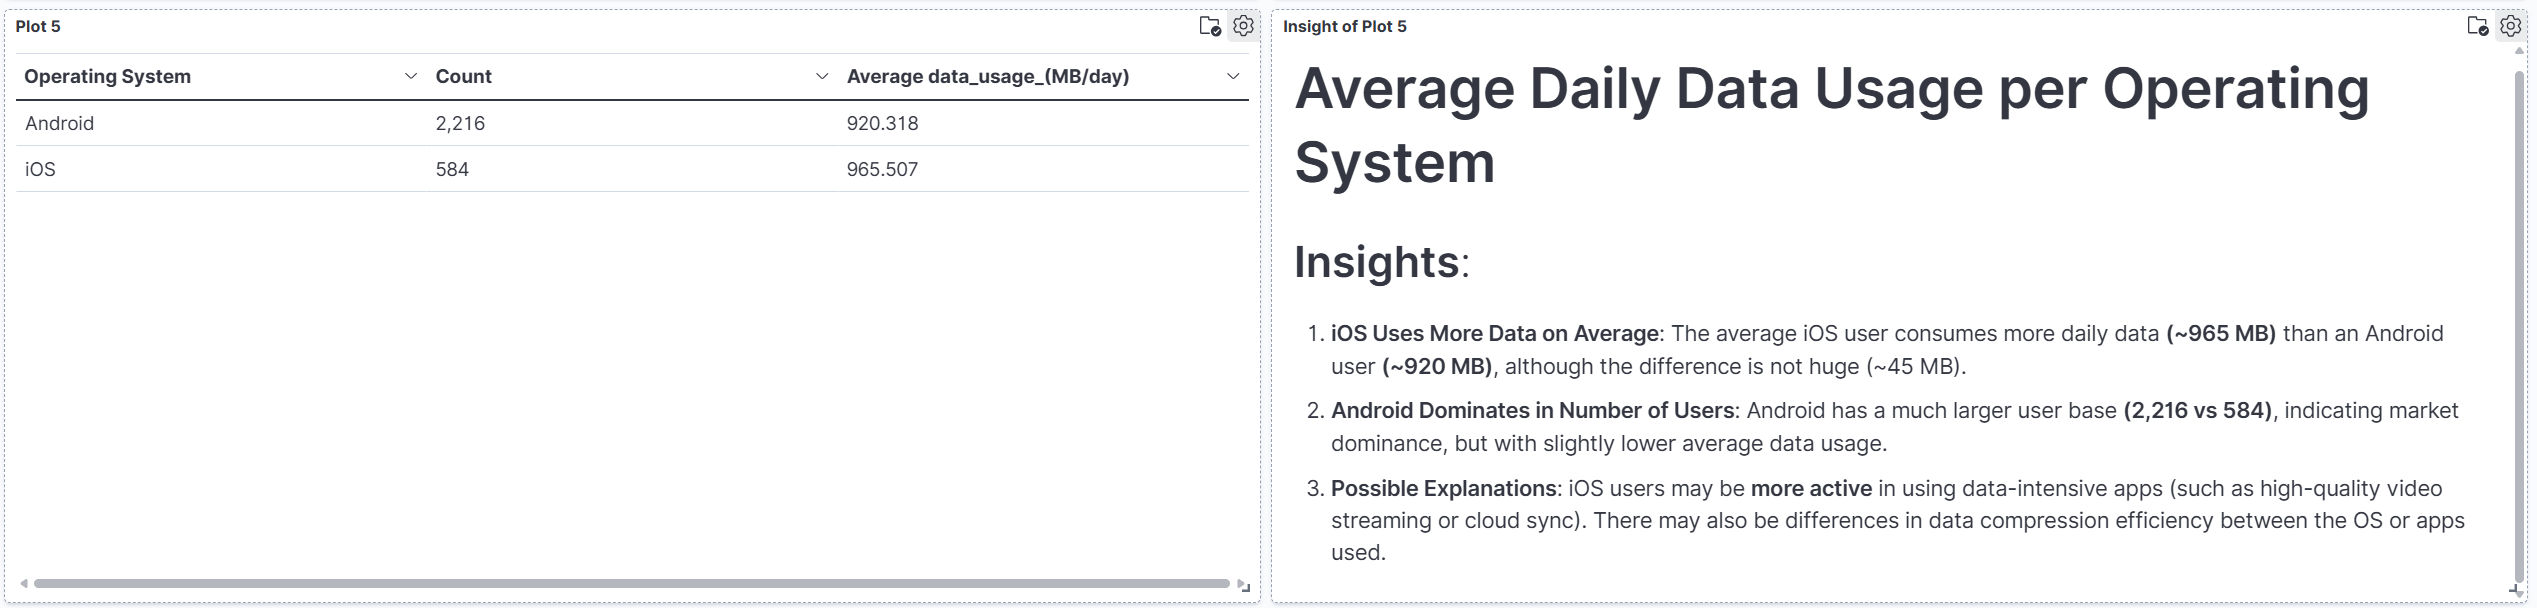 Plot 5
Operating System Count Average data_usage_(MB/day)
Android 2,216 920.318
iOS 584 965.507
Insight of Plot 5
Average Daily Data Usage per Operating
System
Insights:
1. iOS Uses More Data on Average: The average iOS user consumes more daily data (~965 MB) than an Android
user (~920 MB), although the difference is not huge (~45 MB).
2. Android Dominates in Number of Users: Android has a much larger user base (2,216 vs 584), indicating market
dominance, but with slightly lower average data usage.
3. Possible Explanations: iOS users may be more active in using data-intensive apps (such as high-quality video
streaming or cloud sync). There may also be differences in data compression efficiency between the OS or apps
used.